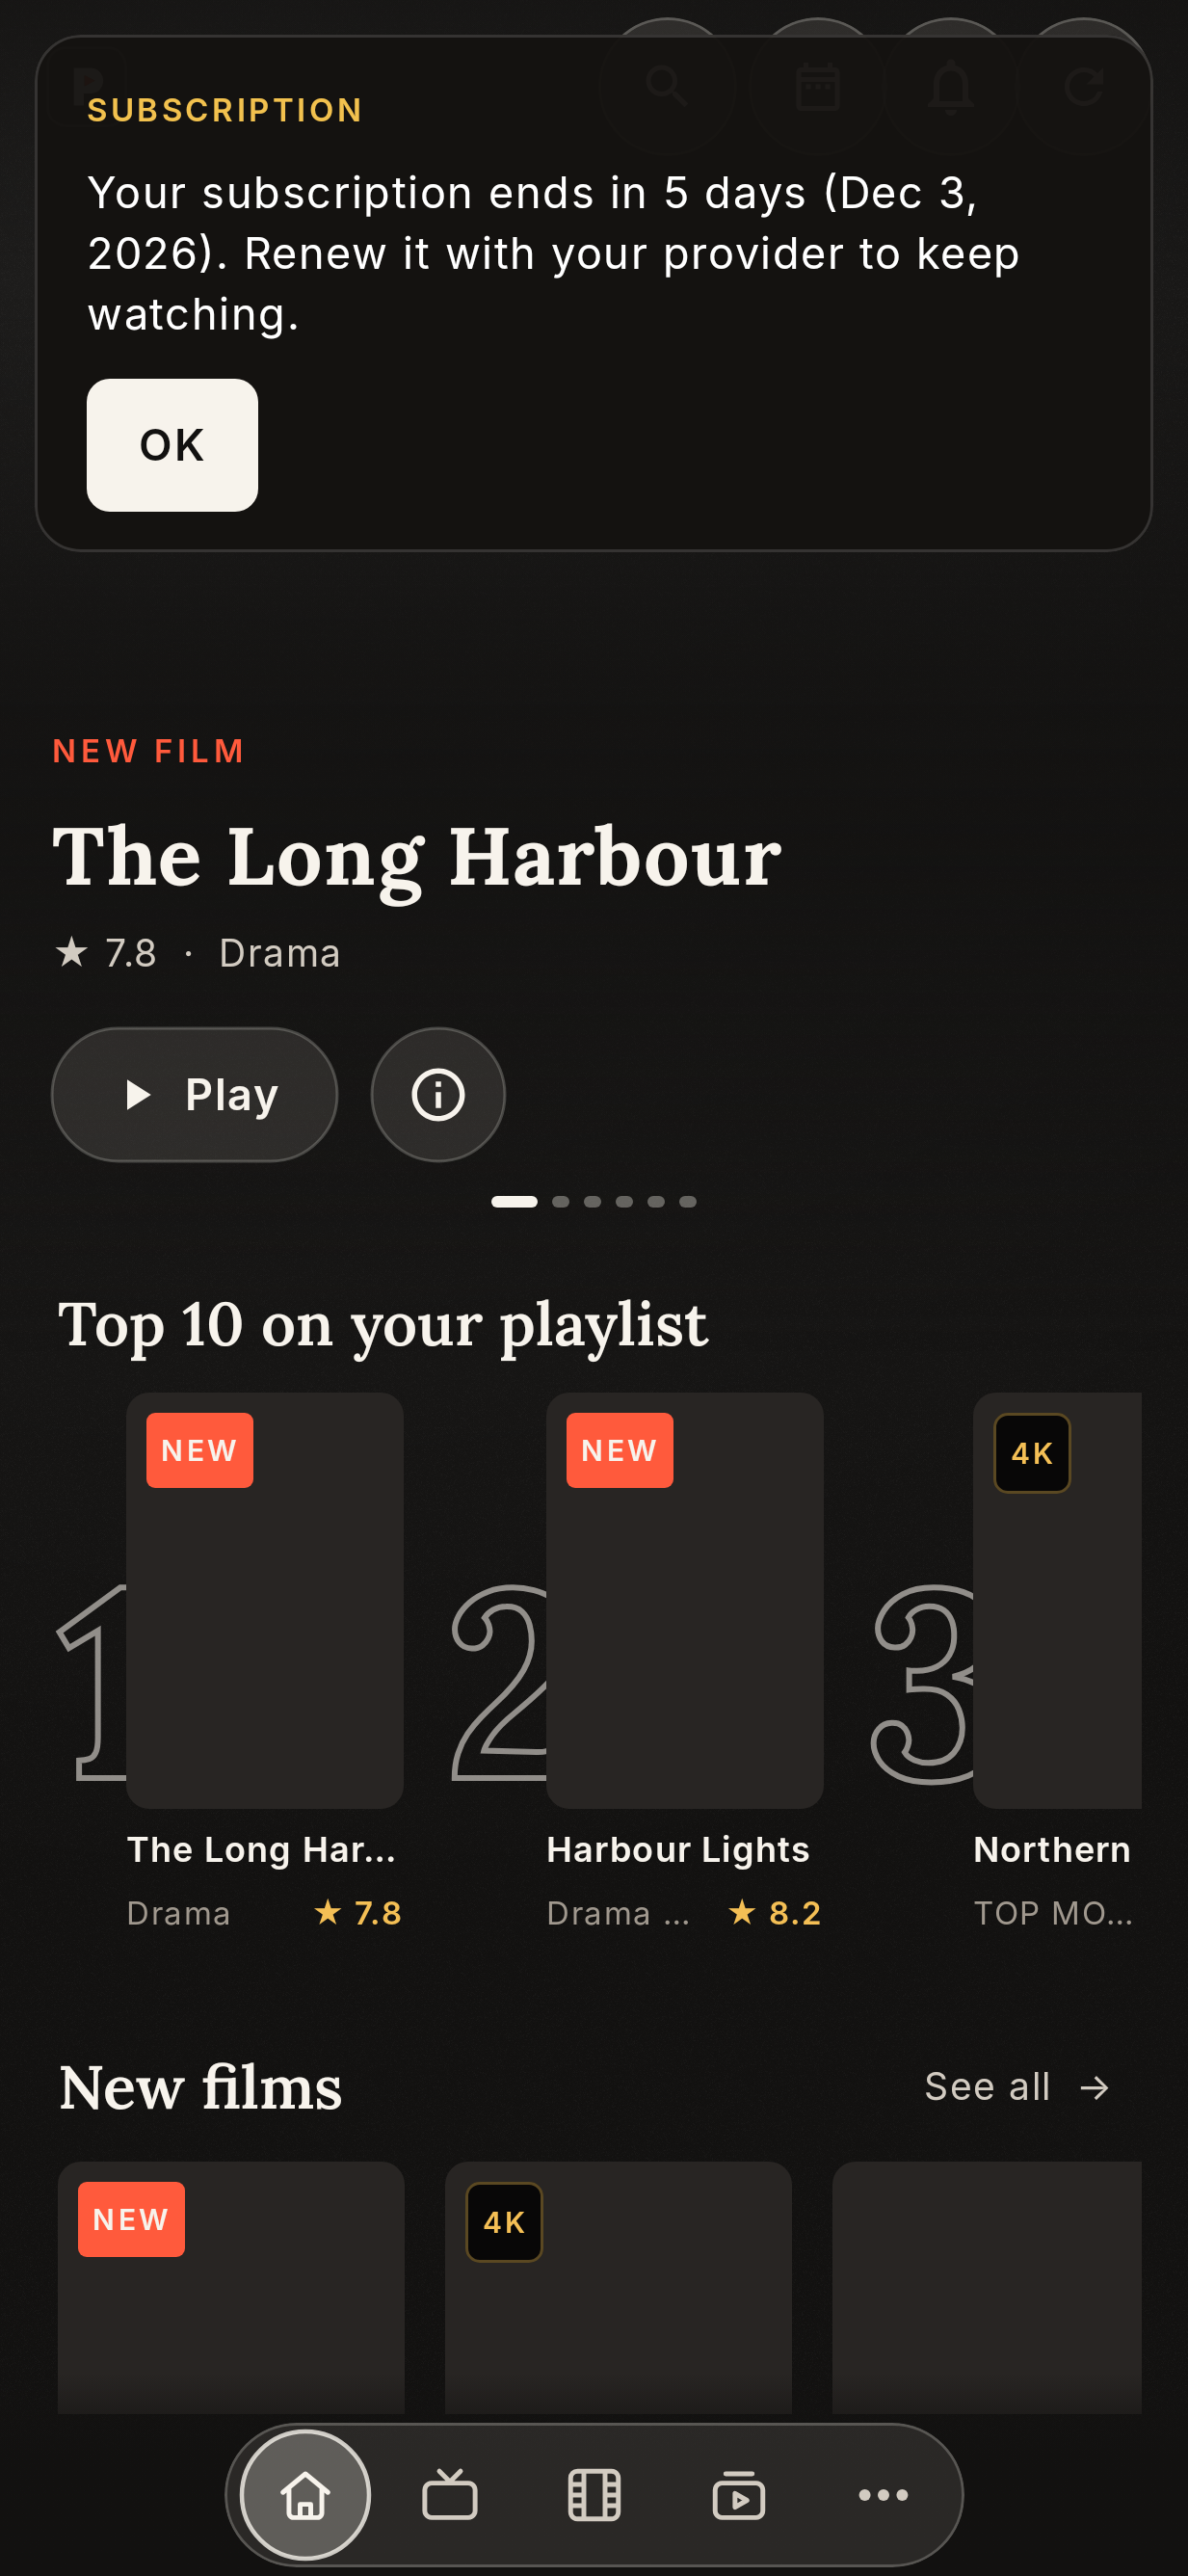 P
SUBSCRIPTION
Your subscription ends in 5 days (Dec 3,
2026). Renew it with your provider to keep
watching.
OK
NEW FILM
The Long Harbour
★ 7.8 · Drama
Play
Top 10 on your playlist
NEW
NEW
4K
1
2
3
The Long Har...
Harbour Lights
Northern
Drama ★ 7.8
Drama ... ★ 8.2
TOP MO...
New films
See all →
NEW
4K